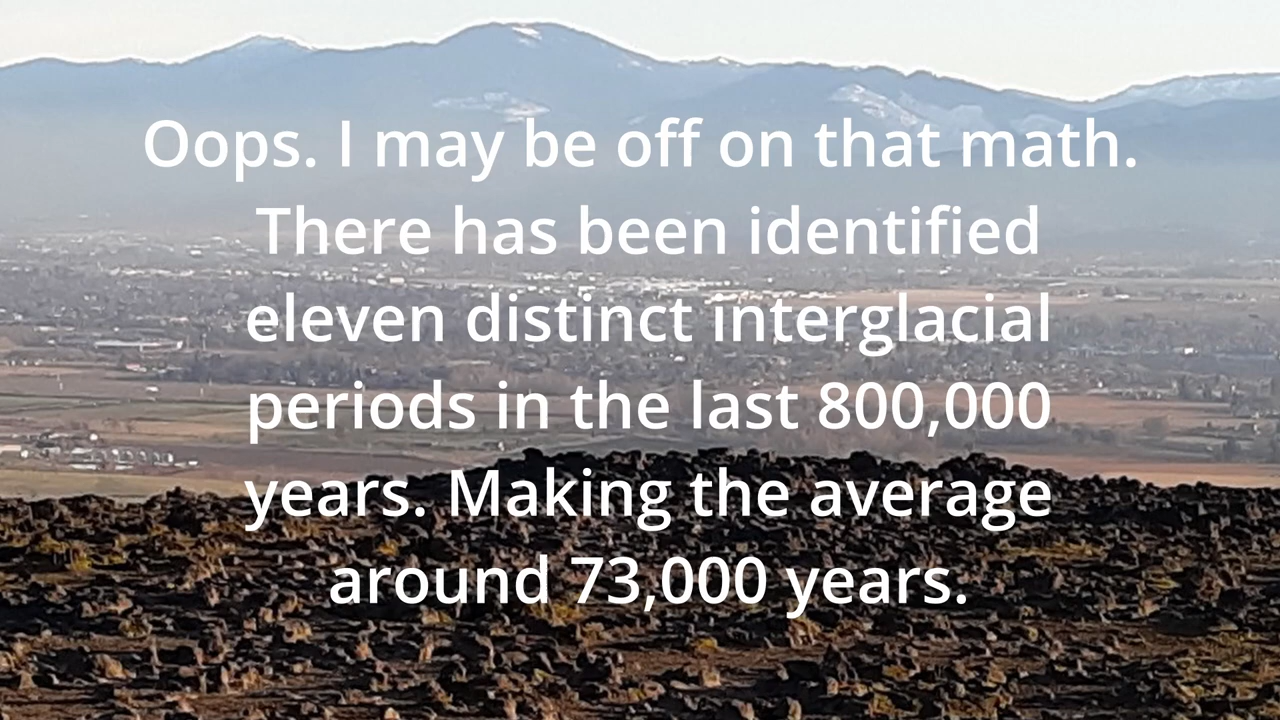 Oops. I may be off on that math.
There has been identified
eleven distinct interglacial
periods in the last 800,000
years. Making the average
around 73,000 years.